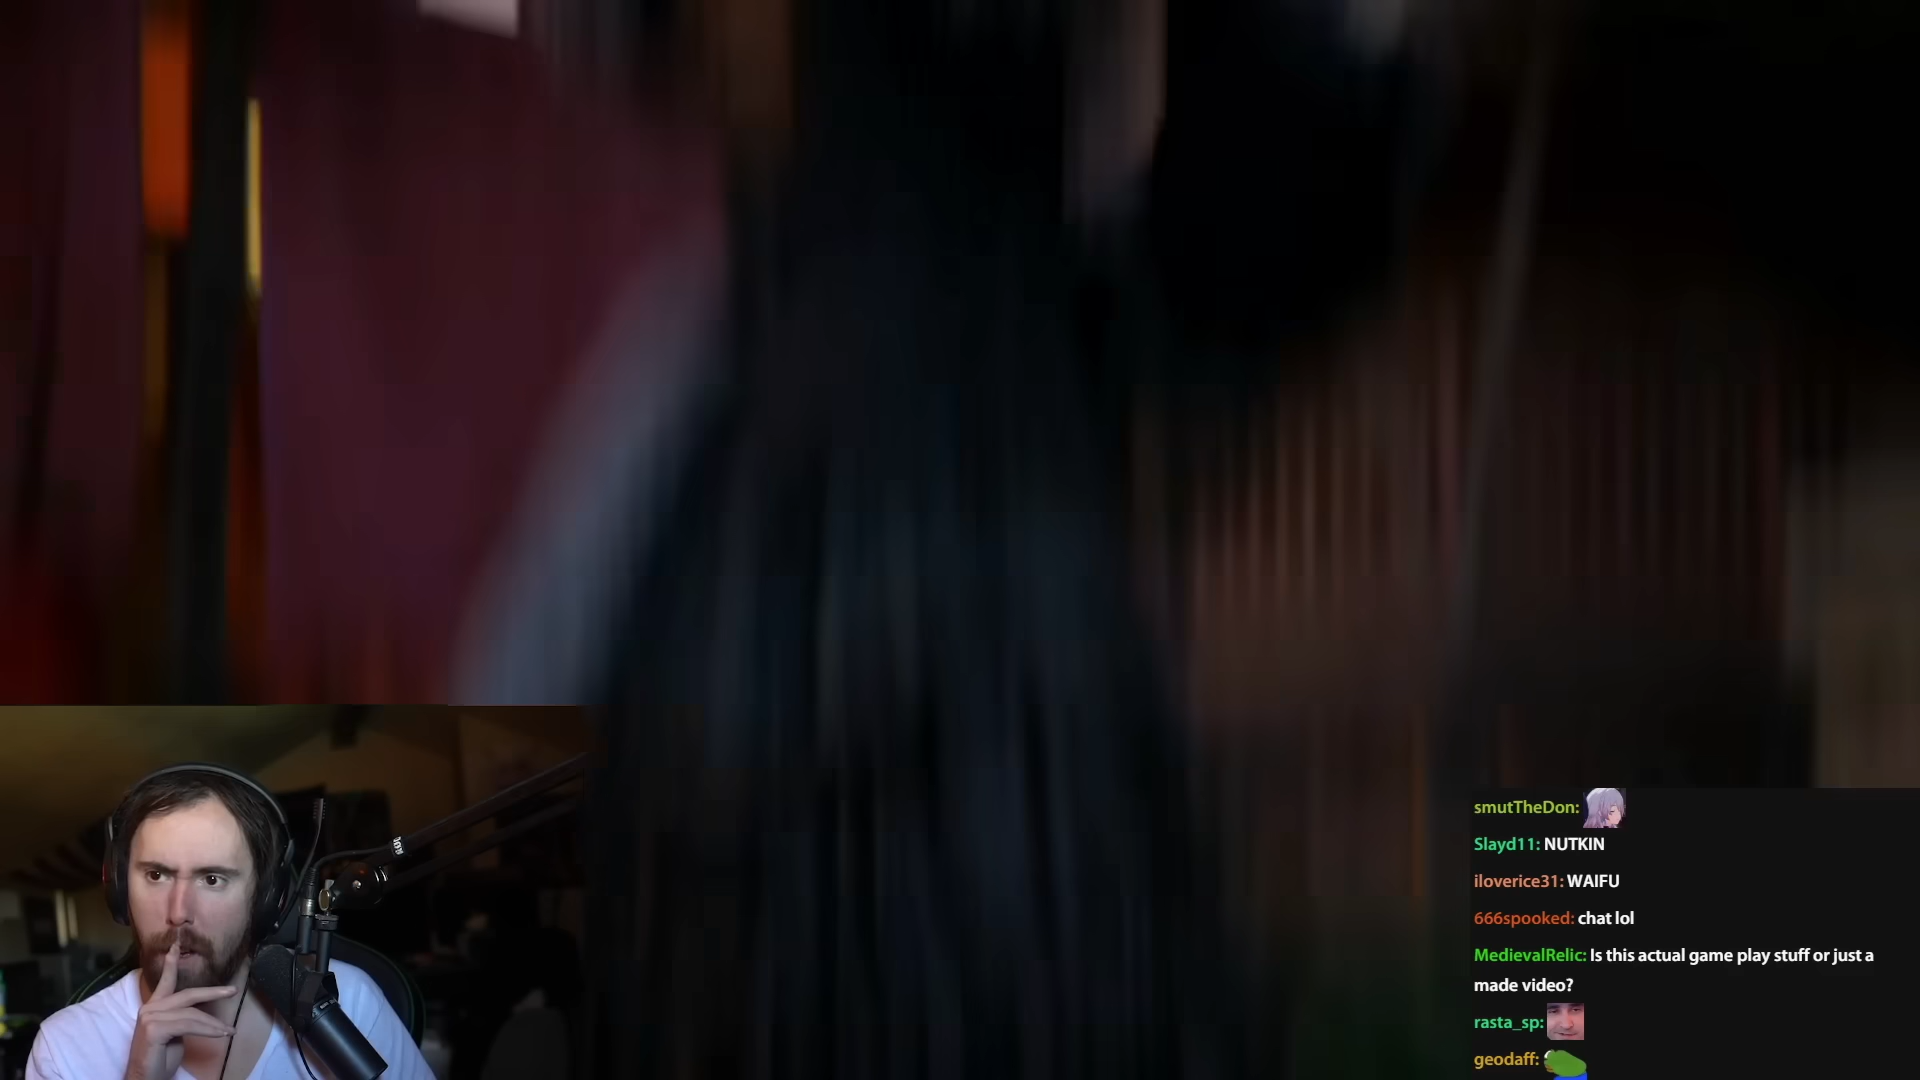 smutTheDon:
Slayd11: NUTKIN
iloverice31: WAIFU
666spooked: chat lol
MedievalRelic: Is this actual game play stuff or just a
made video?
rasta_sp:
geodaff: